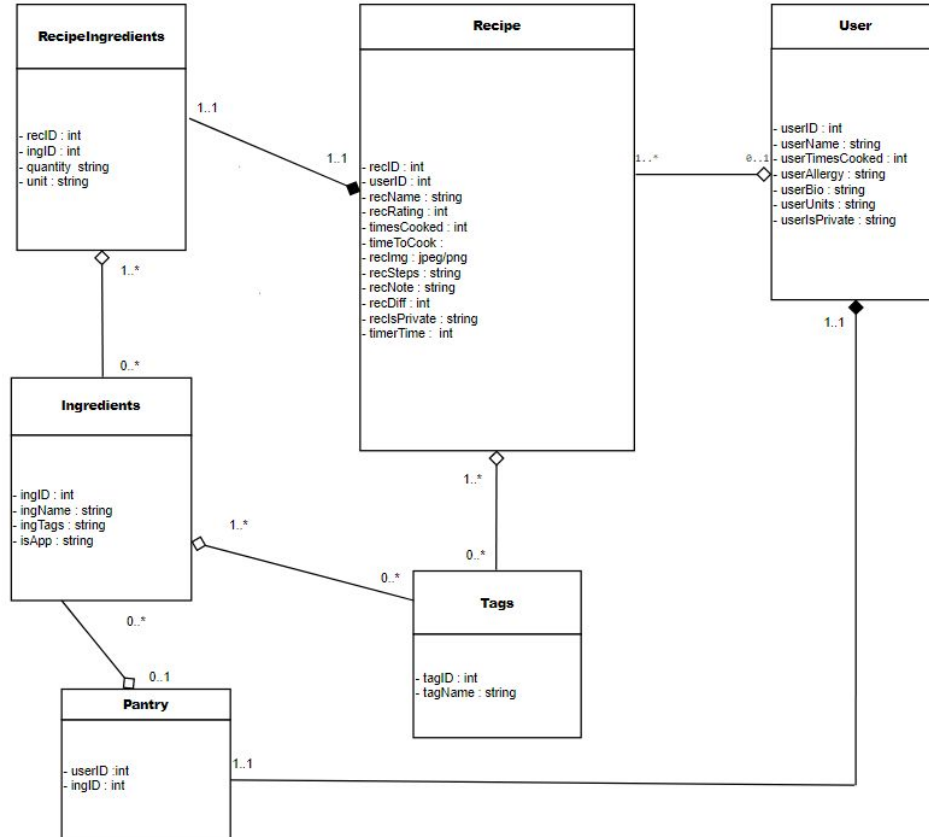 RecipeIngredients
- recID : int
- ingID : int
- quantity string
- unit : string
1..1
1..1
Recipe
- recID : int
- userID : int
- recName : string
- recRating : int
- timesCooked : int
- timeToCook :
- recImg : jpeg/png
- recSteps : string
- recNote : string
- recDiff : int
- recIsPrivate : string
- timerTime : int
1..*
0..1
User
- userID : int
- userName : string
- userTimesCooked : int
- userAllergy : string
- userBio : string
- userUnits : string
- userIsPrivate : string
1..1
1..*
0..*
Ingredients
- ingID : int
- ingName : string
- ingTags : string
- isApp : string
1..*
0..*
1..*
0..*
Tags
- tagID : int
- tagName : string
0..*
0..1
Pantry
- userID :int
- ingID : int
1..1